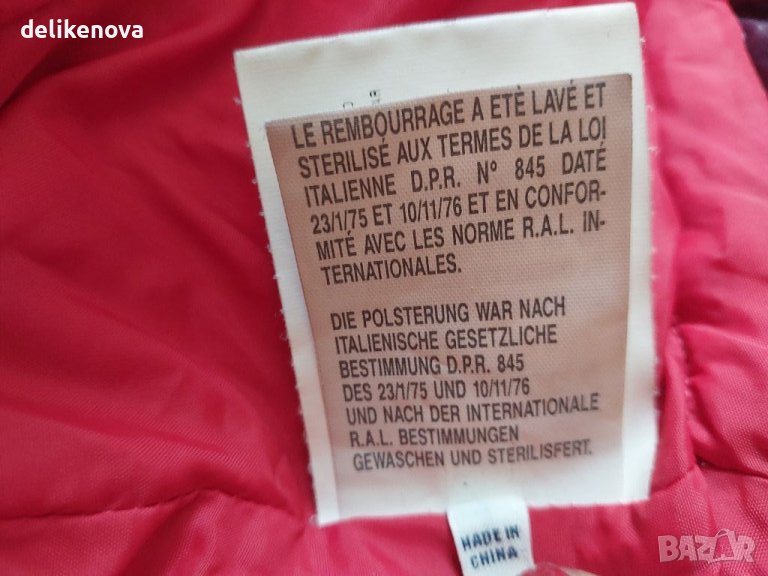 delikenova
LE REMBOURRAGE A ETÈ LAVÉ ET
STERILISÉ AUX TERMES DE LA LOI
ITALIENNE D.P.R. Nº 845 DATÉ
23/1/75 ET 10/11/76 ET EN CONFOR-
MITÉ AVEC LES NORME R.A.L. IN-
TERNATIONALES.
DIE POLSTERUNG WAR NACH
ITALIENISCHE GESETZLICHE
BESTIMMUNG D.P.R. 845
DES 23/1/75 UND 10/11/76
UND NACH DER INTERNATIONALE
R.A.L. BESTIMMUNGEN
GEWASCHEN UND STERILISFERT.
MADE IN
CHINA
BAZAR